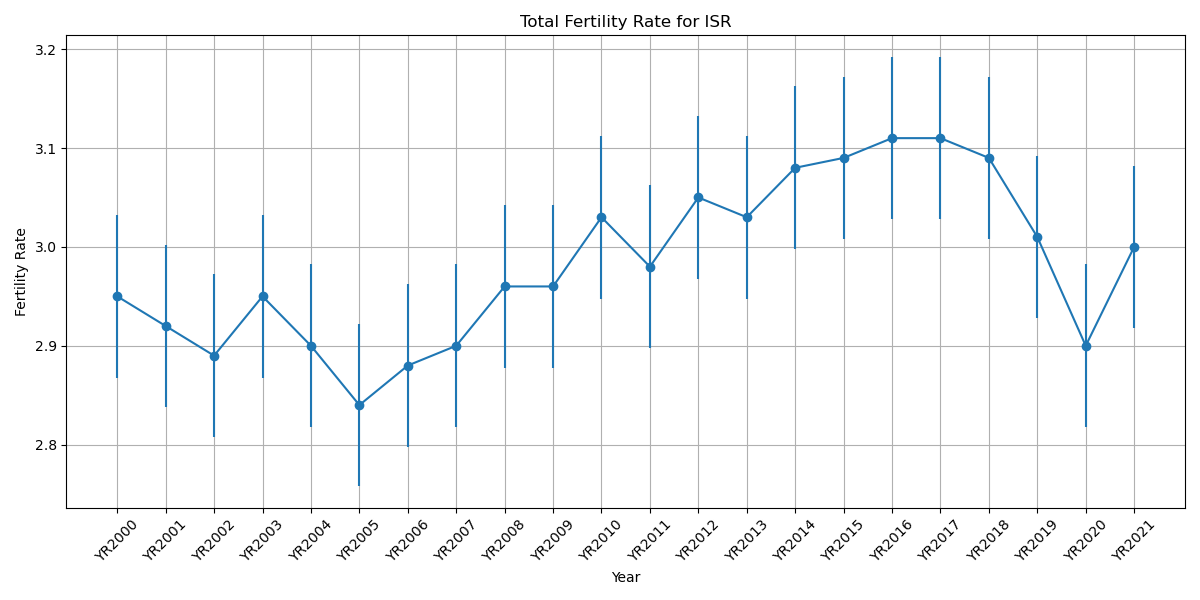 Total Fertility Rate for ISR
Fertility Rate
3.2
3.1
3.0
2.9
2.8
YR2000
YR2001
YR2002
YR2003
YR2004
YR2005
YR2006
YR2007
YR2008
YR2009
YR2010
YR2011
YR2012
YR2013
YR2014
YR2015
YR2016
YR2017
YR2018
YR2019
YR2020
YR2021
Year